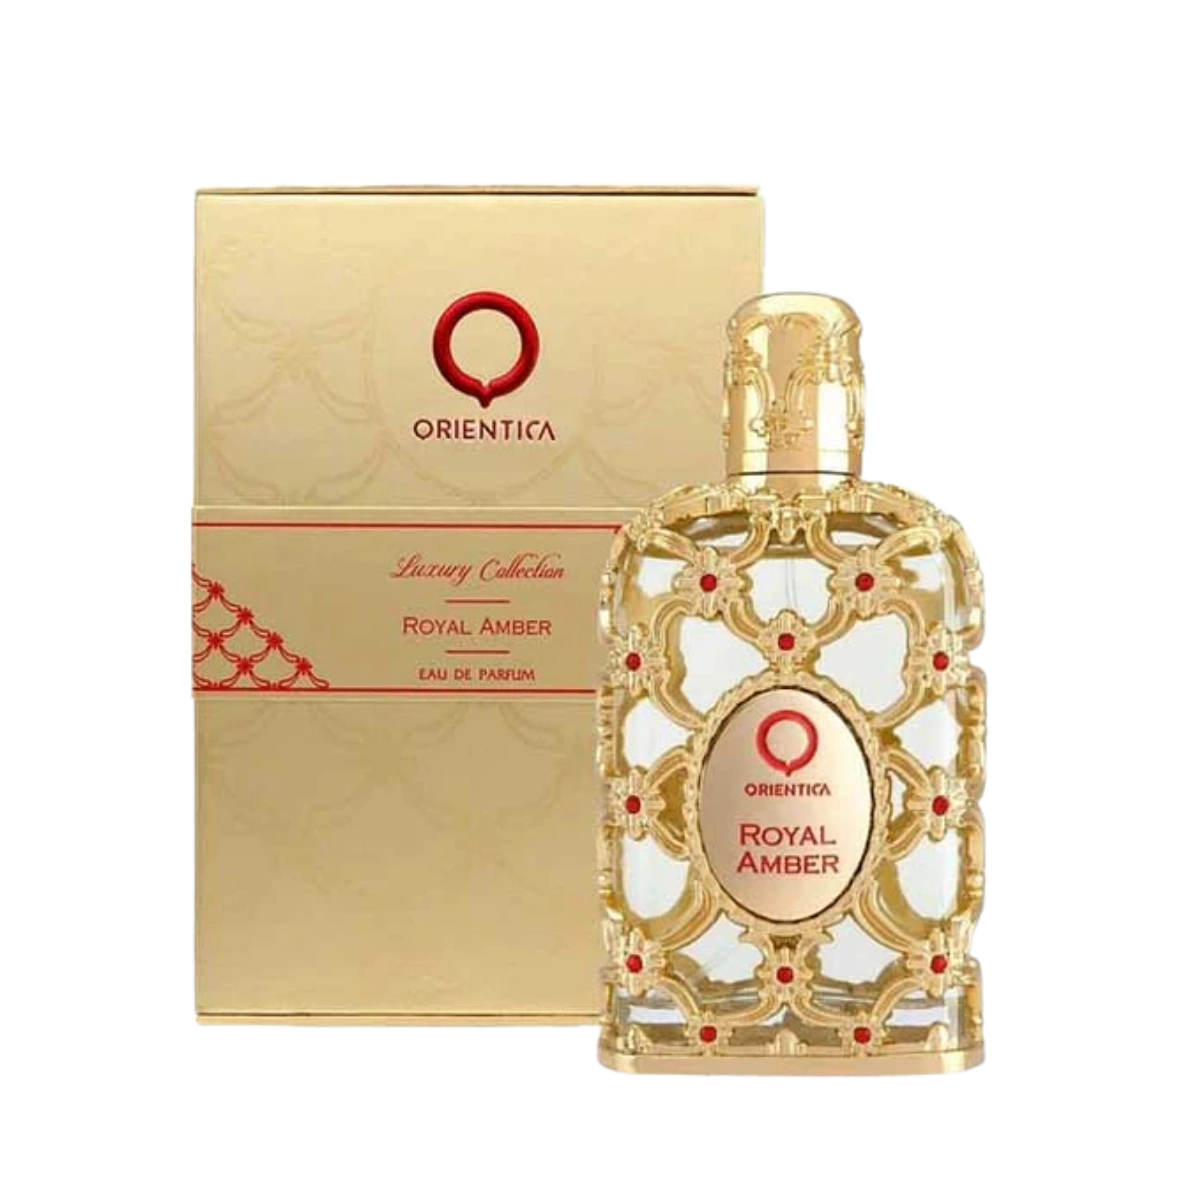 ORIENTICA
Luxury Collection
ROYAL AMBER
EAU DE PARFUM
ORIENTICA
ROYAL
AMBER